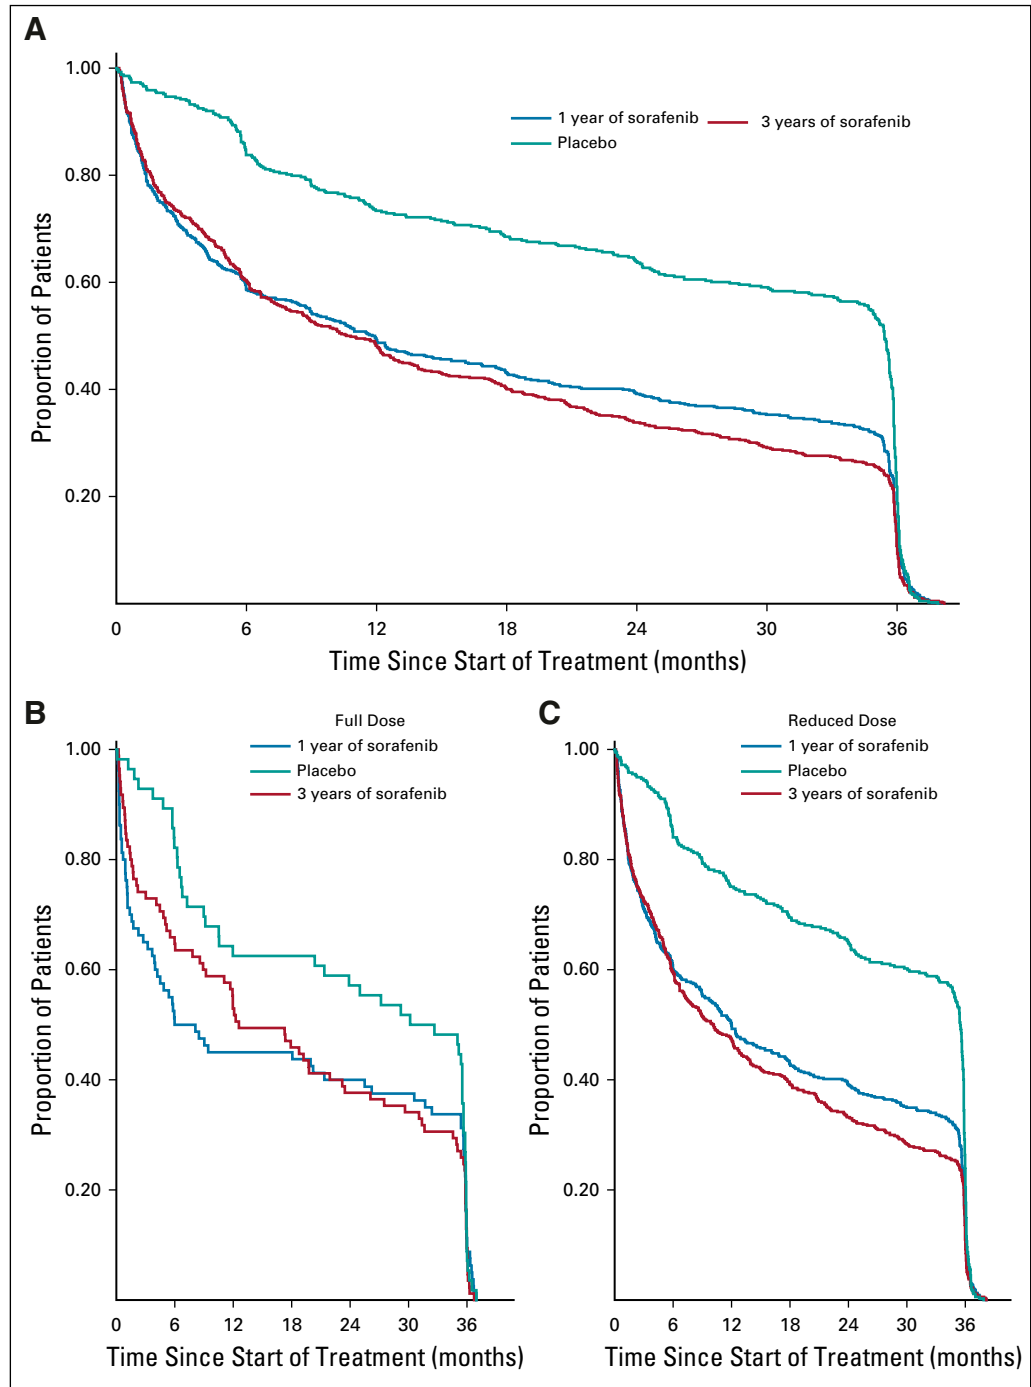 A
1.00
0.80
0.60
0.40
0.20
Proportion of Patients
1 year of sorafenib
3 years of sorafenib
Placebo
0 6 12 18 24 30 36
Time Since Start of Treatment (months)
B
Full Dose
1 year of sorafenib
Placebo
3 years of sorafenib
1.00
0.80
0.60
0.40
0.20
Proportion of Patients
0 6 12 18 24 30 36
Time Since Start of Treatment (months)
C
Reduced Dose
1 year of sorafenib
Placebo
3 years of sorafenib
1.00
0.80
0.60
0.40
0.20
Proportion of Patients
0 6 12 18 24 30 36
Time Since Start of Treatment (months)